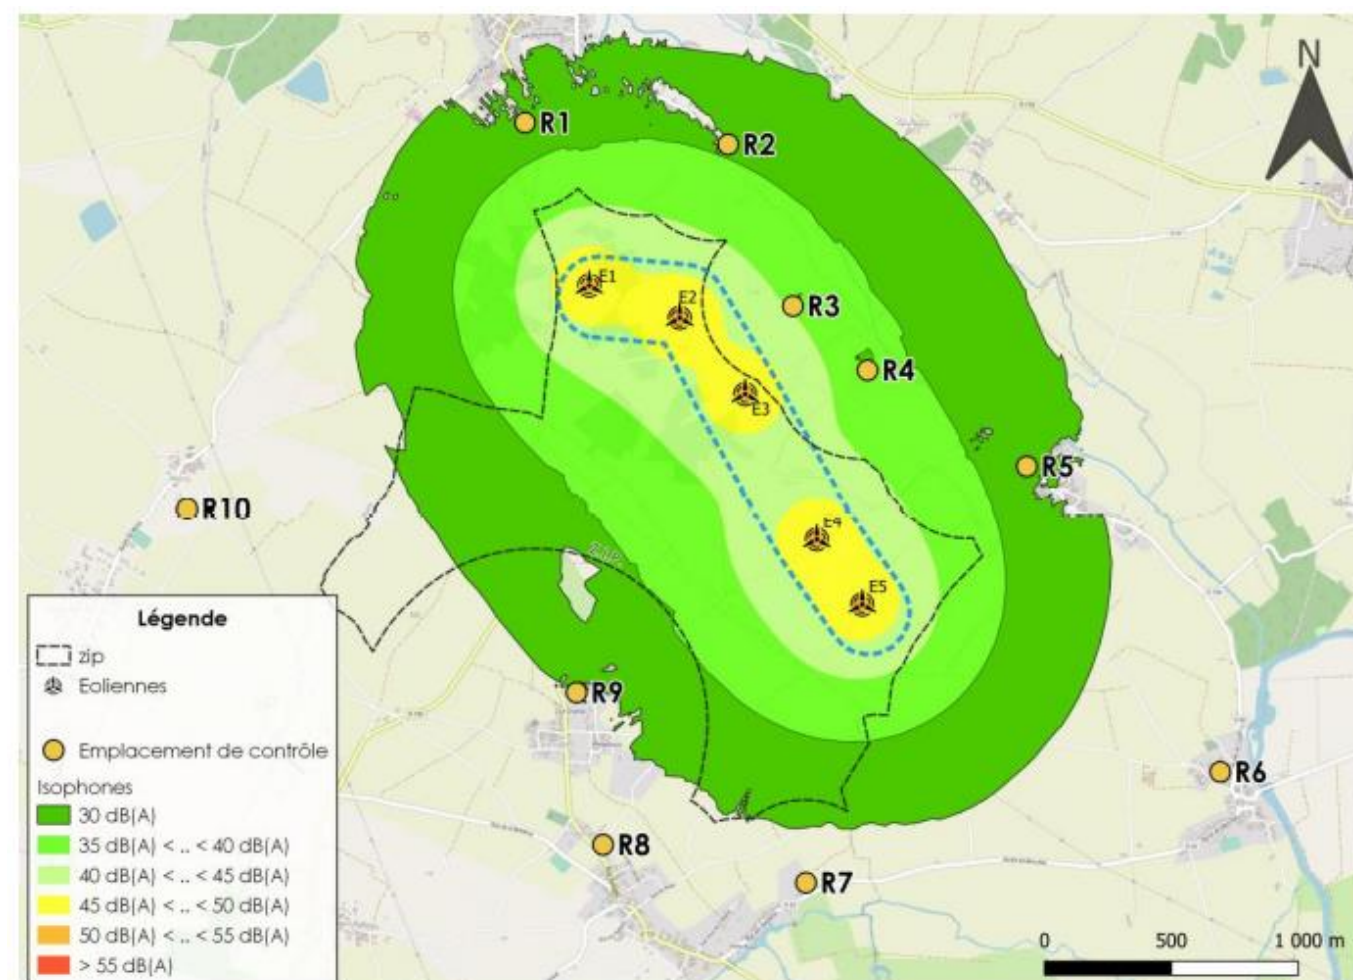 N
R1
R2
E1
E2
R3
R4
E3
R5
R10
E4
ZIP
E5
R9
R6
R8
R7
Légende
zip
Eoliennes
Emplacement de contrôle
Isophones
30 dB(A)
35 dB(A) < .. < 40 dB(A)
40 dB(A) < .. < 45 dB(A)
45 dB(A) < .. < 50 dB(A)
50 dB(A) < .. < 55 dB(A)
> 55 dB(A)
0 500 1 000 m